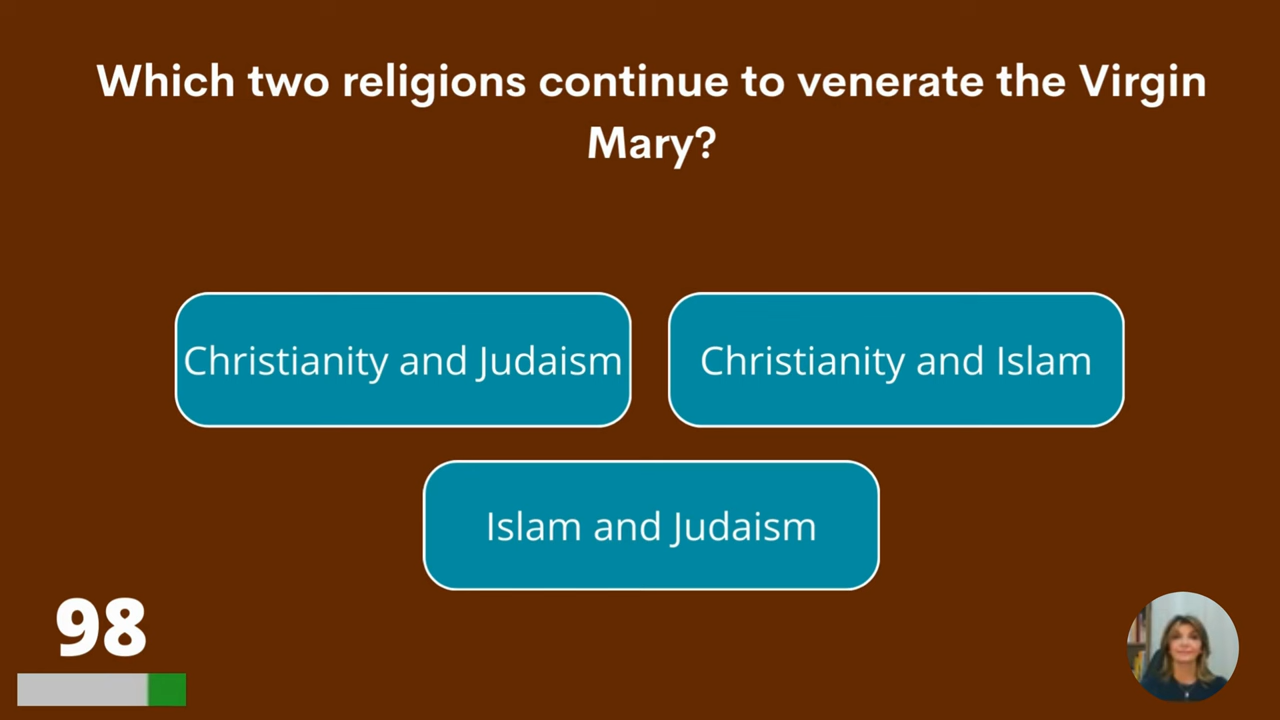 Which two religions continue to venerate the Virgin
Mary?
Christianity and Judaism
Christianity and Islam
Islam and Judaism
98